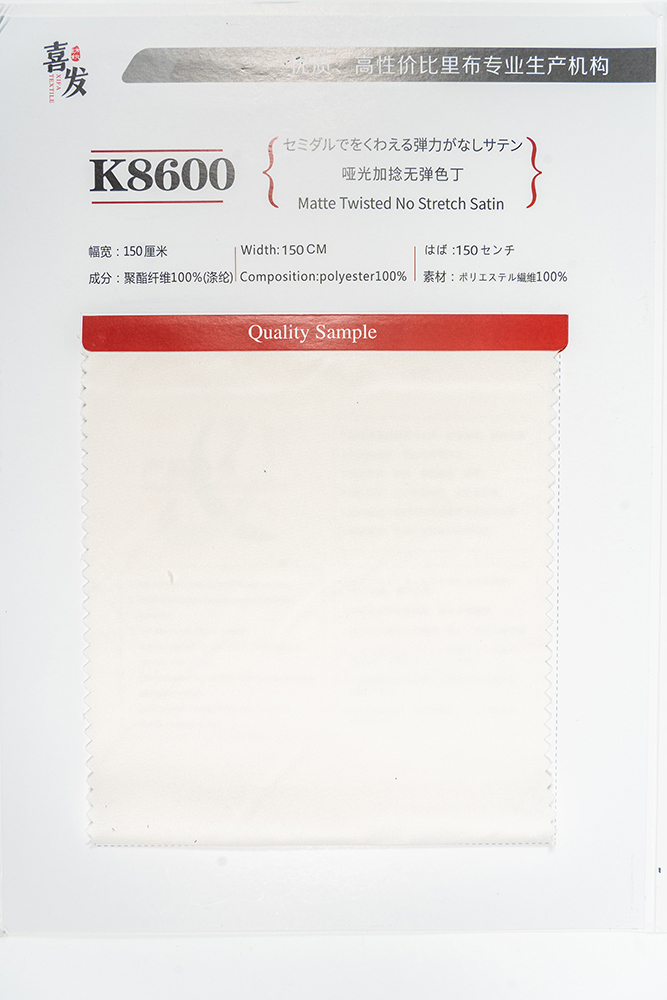 喜发
纺织
XIFA TEXTILE
优质、高性价比里布专业生产机构
K8600
セミダルでをくわえる弾力がなしサテン
哑光加捻无弹色丁
Matte Twisted No Stretch Satin
幅宽：150厘米
Width:150CM
はば:150センチ
成分：聚酯纤维100%(涤纶)
Composition:polyester100%
素材：ポリエステル繊維100%
Quality Sample